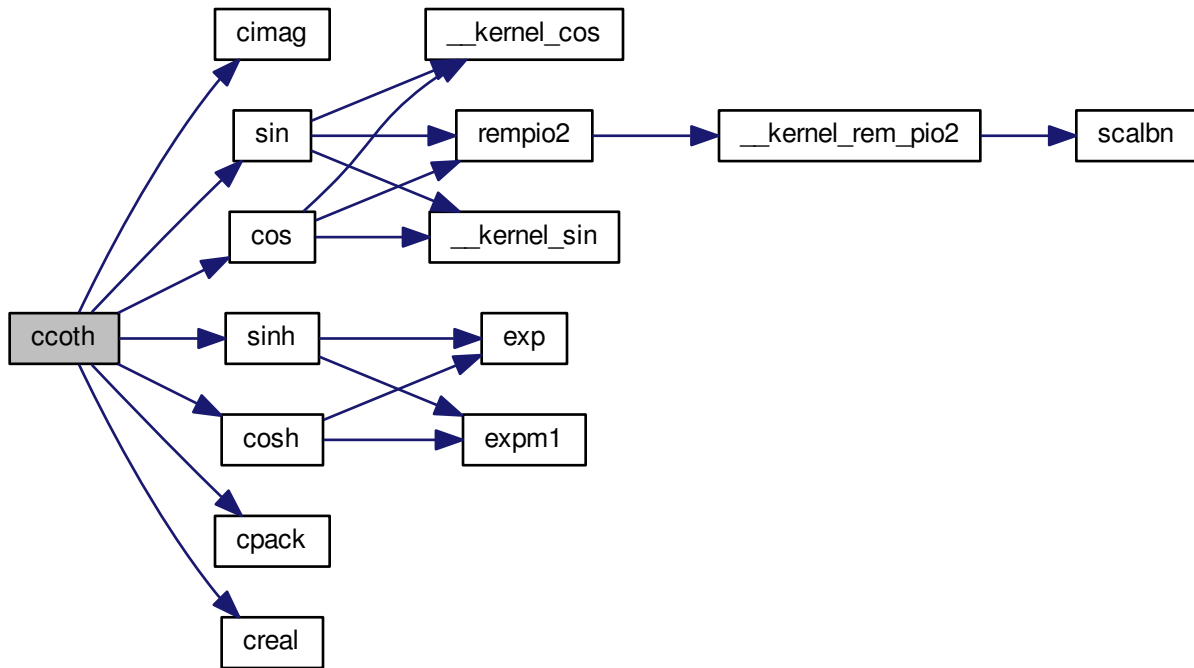 cimag
__kernel_cos
sin
rempio2
__kernel_rem_pio2
scalbn
cos
__kernel_sin
ccoth
sinh
exp
cosh
expm1
cpack
creal